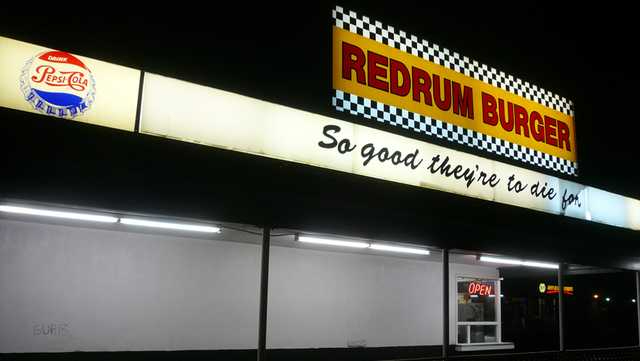 REDRUM BURGER
DRINK
PEPSI-COLA
So good they're to die for
OPEN